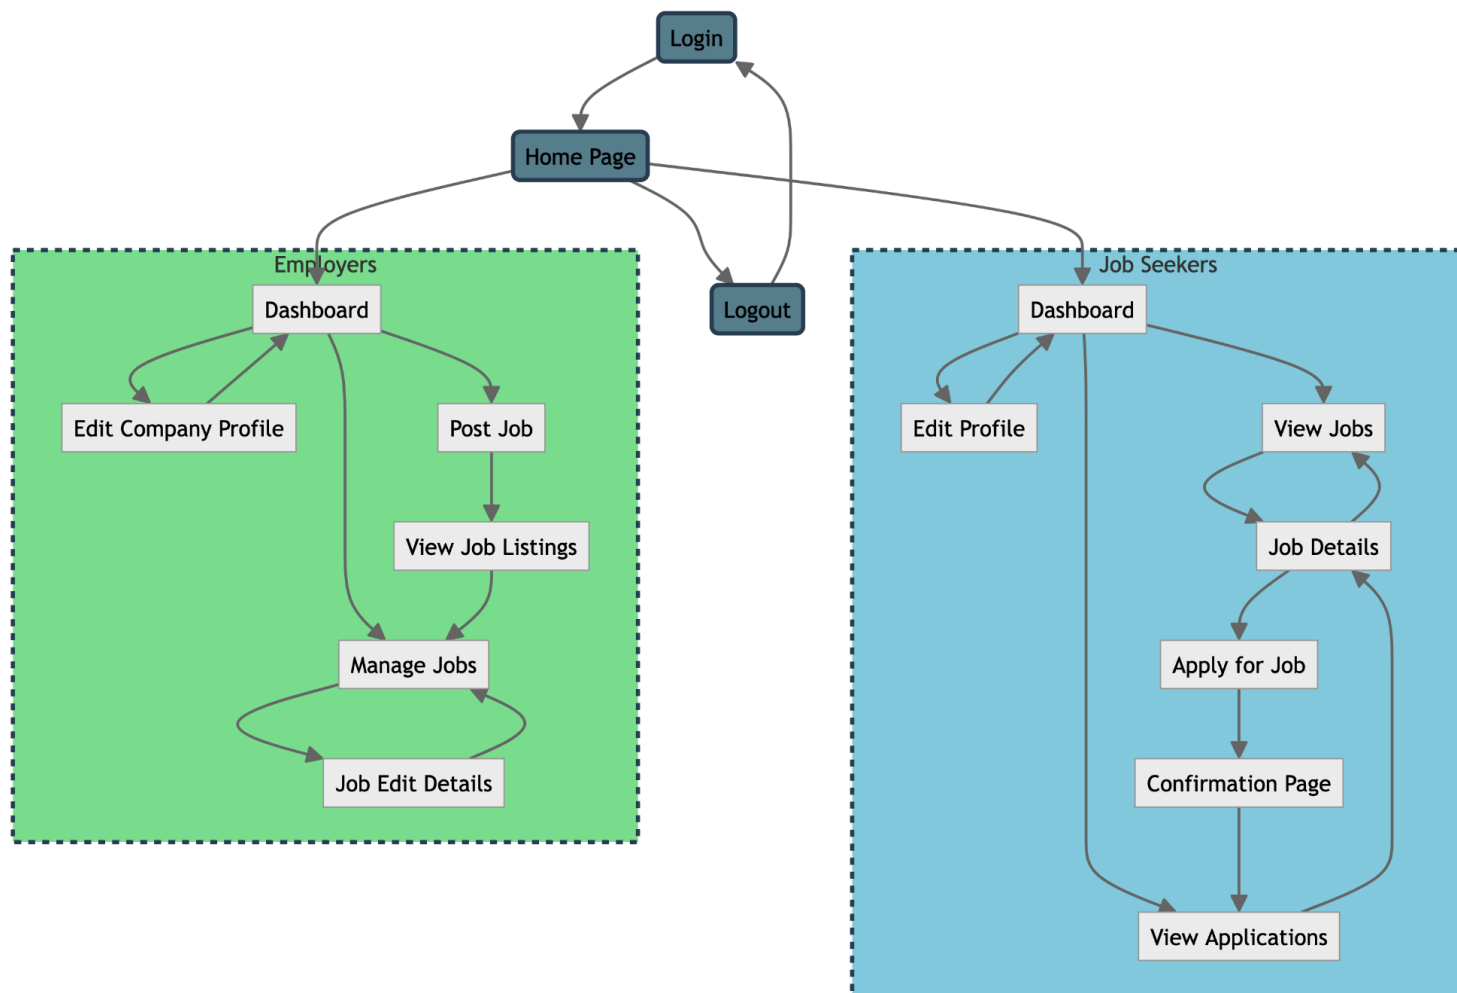 Login
Home Page
Employers
Job Seekers
Dashboard
Logout
Dashboard
Edit Company Profile
Post Job
Edit Profile
View Jobs
View Job Listings
Job Details
Manage Jobs
Apply for Job
Job Edit Details
Confirmation Page
View Applications